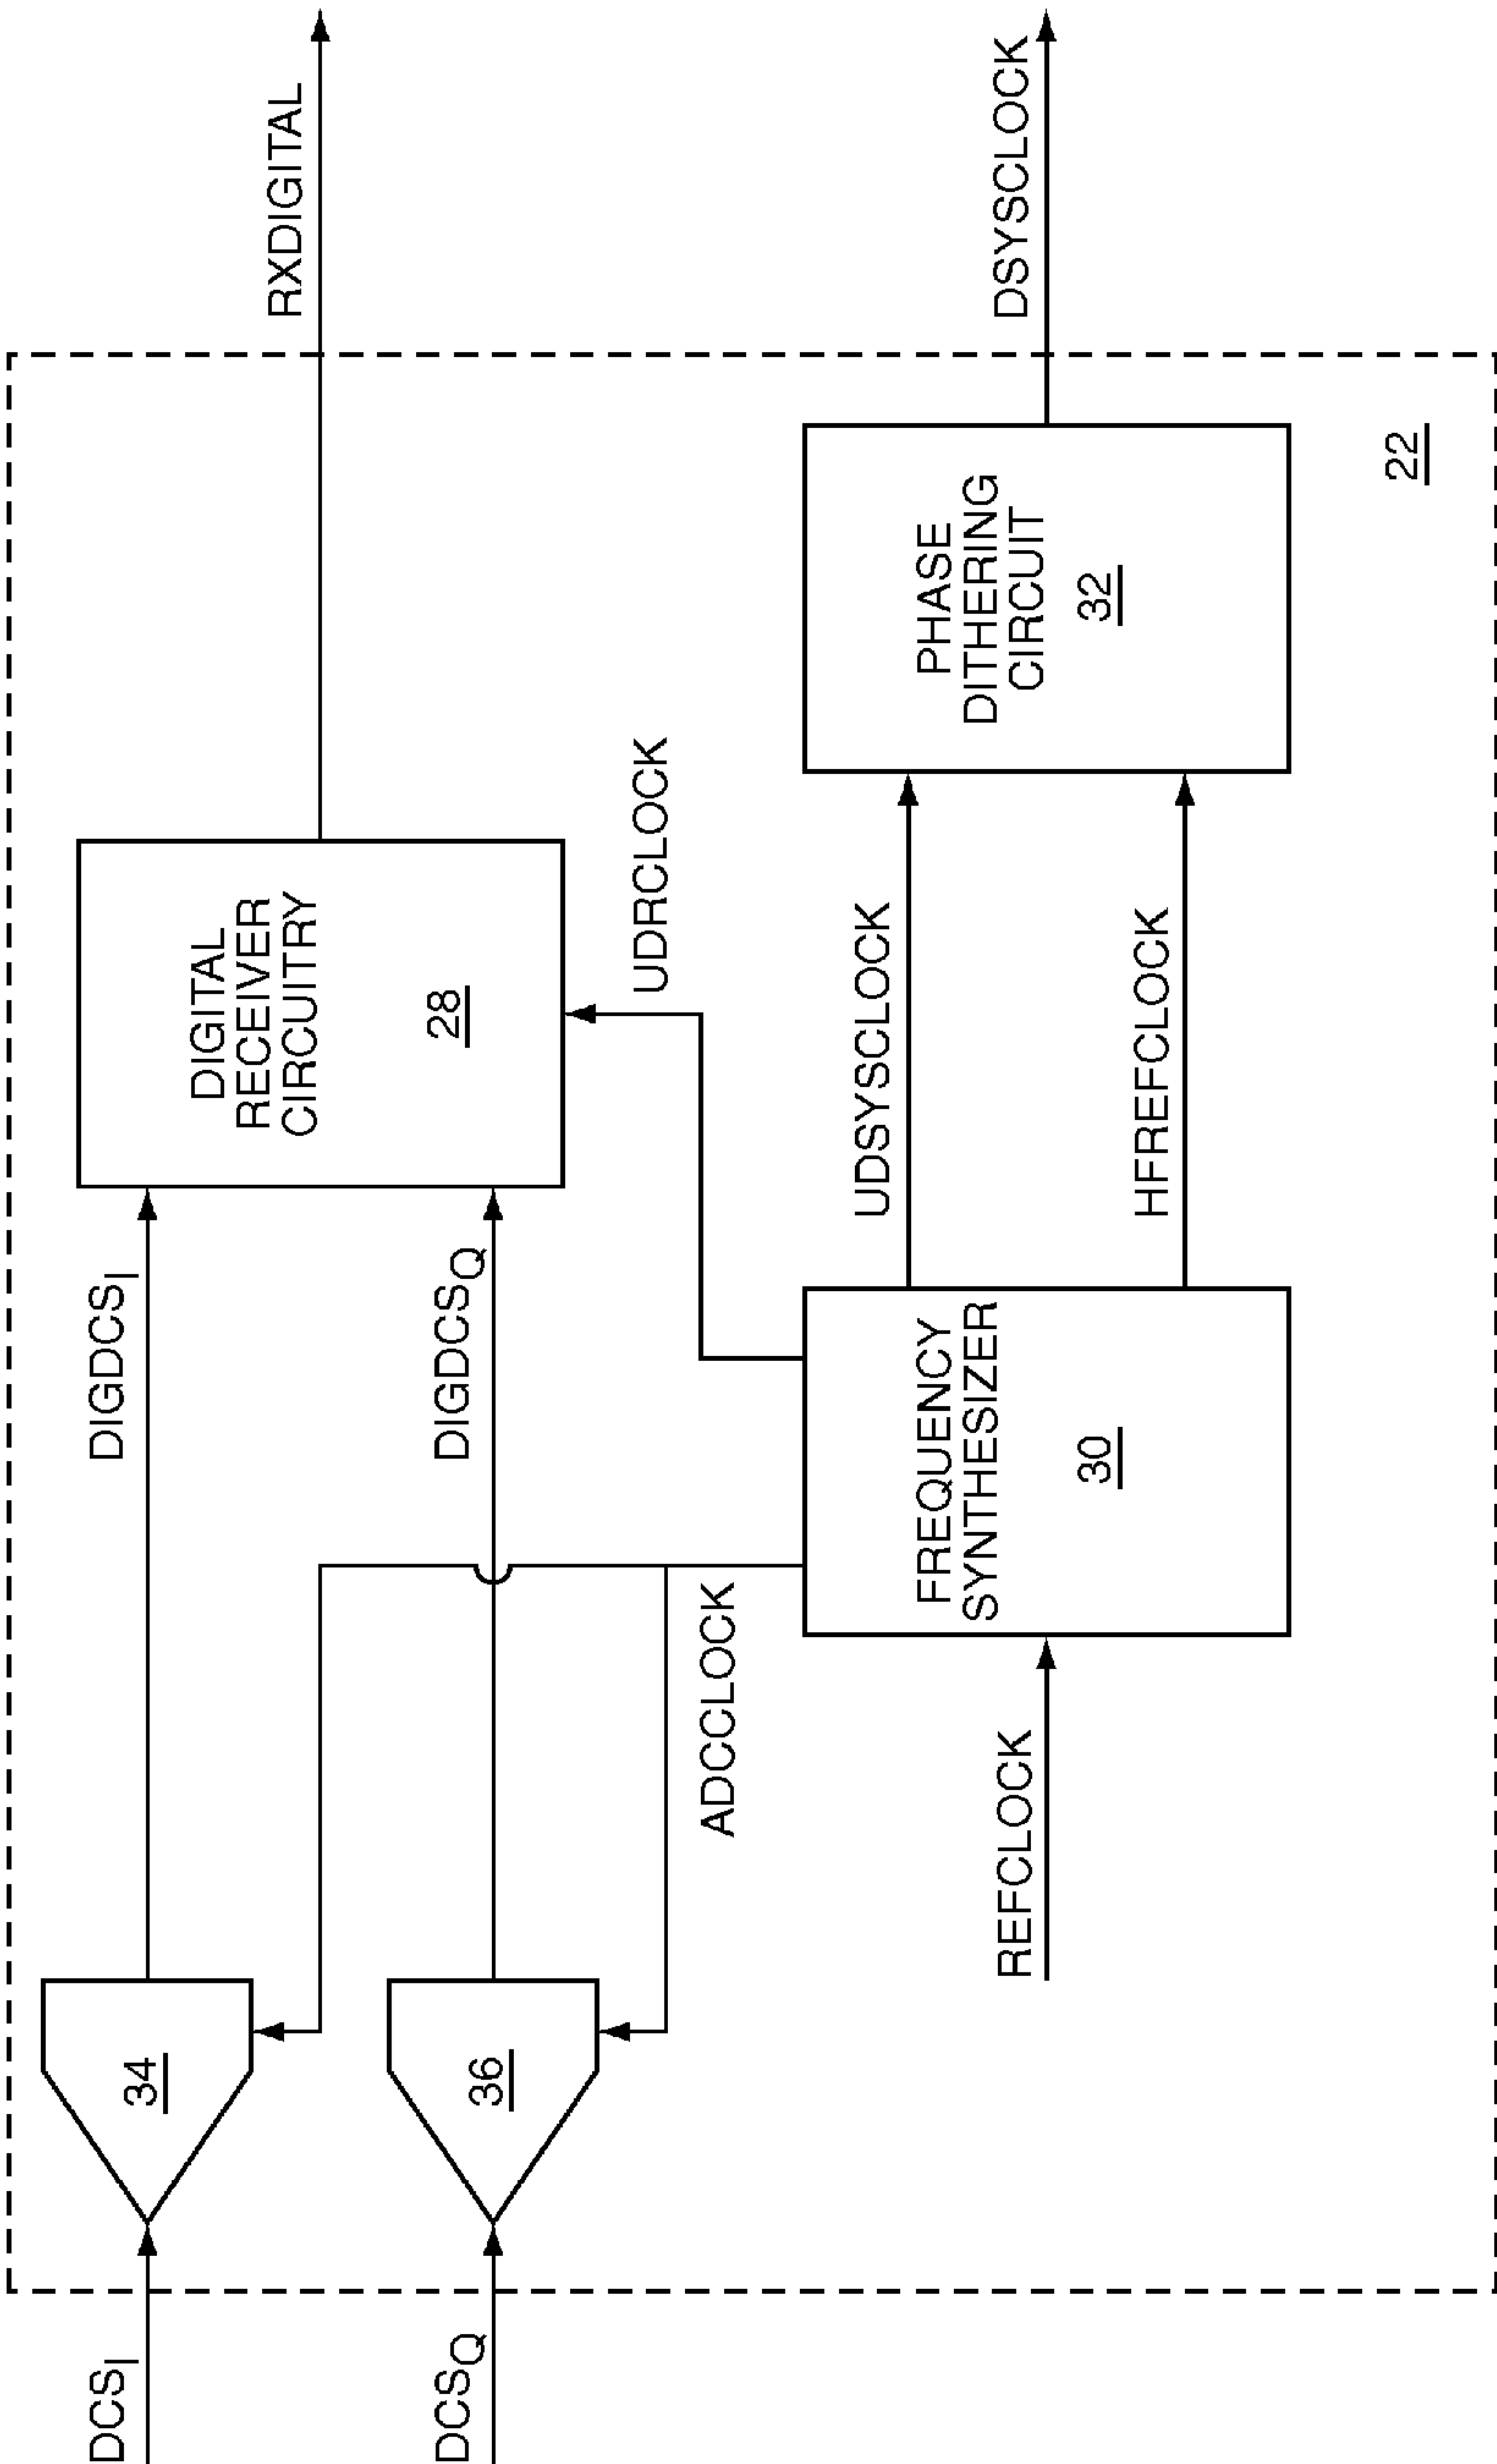 DCSI
DIGDCSI
34
DIGITAL
RECEIVER
CIRCUITRY
28
RXDIGITAL
DCSQ
DIGDCSQ
36
UDRCLOCK
ADCCLOCK
REFCLOCK
FREQUENCY
SYNTHESIZER
30
UDSYSCLOCK
HFREFCLOCK
PHASE
DITHERING
CIRCUIT
32
DSYSCLOCK
22